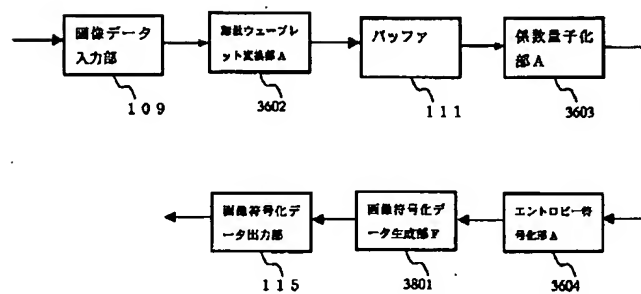 画像データ
入力部
109
離散ウェーブレ
ット変換部A
3602
バッファ
111
係数量子化
部A
3603
画像符号化デ
ータ出力部
115
画像符号化デ
ータ生成部F
3801
エントロピー符
号化部A
3604